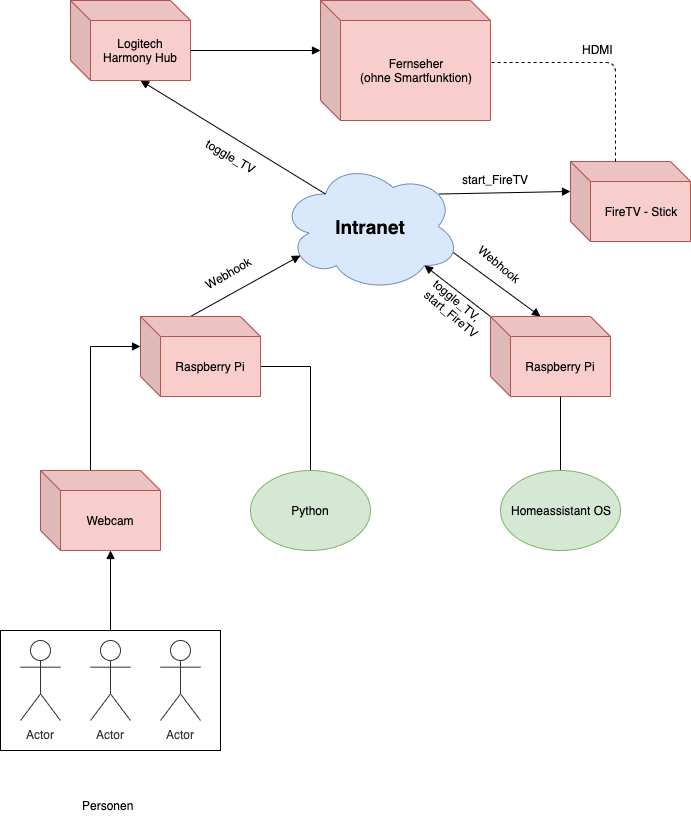 Logitech
Harmony Hub
Fernseher
(ohne Smartfunktion)
HDMI
toggle_TV
start_FireTV
FireTV - Stick
Intranet
Webhook
Webhook
toggle_TV,
start_FireTV
Raspberry Pi
Raspberry Pi
Webcam
Python
Homeassistant OS
Actor
Actor
Actor
Personen